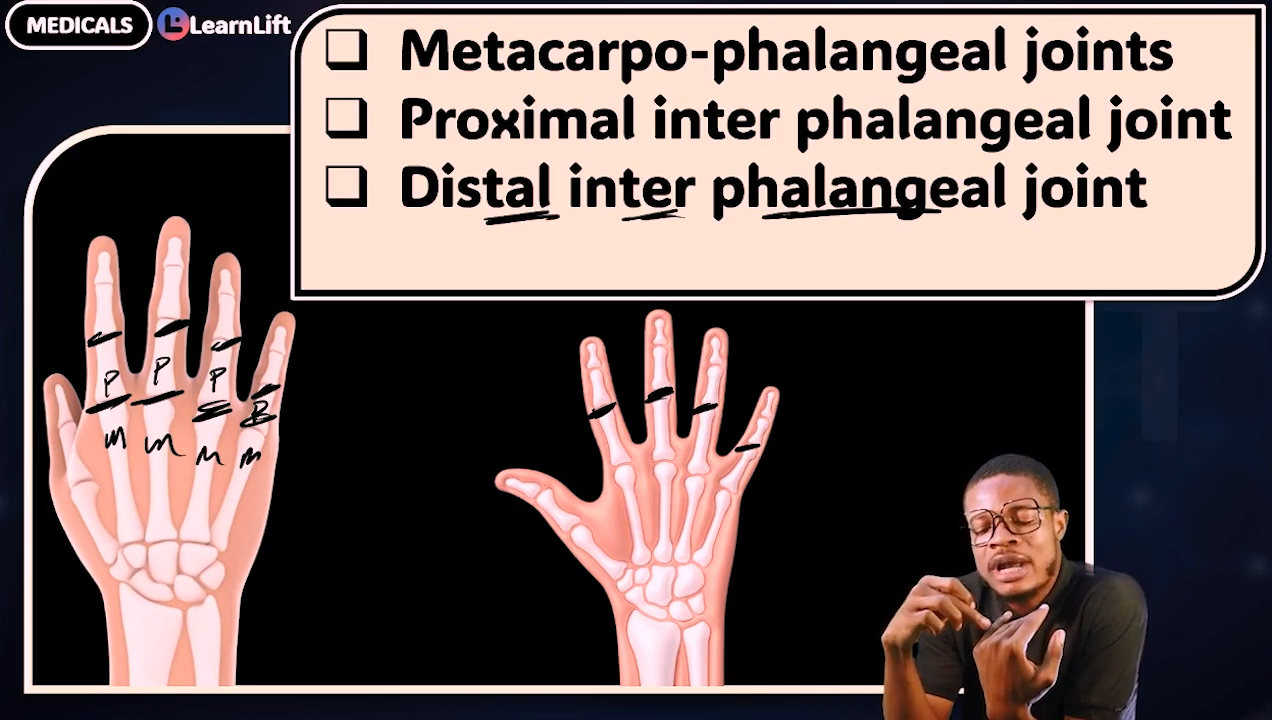 MEDICALS LearnLift
Metacarpo-phalangeal joints
Proximal inter phalangeal joint
Distal inter phalangeal joint
P P P
m m M m